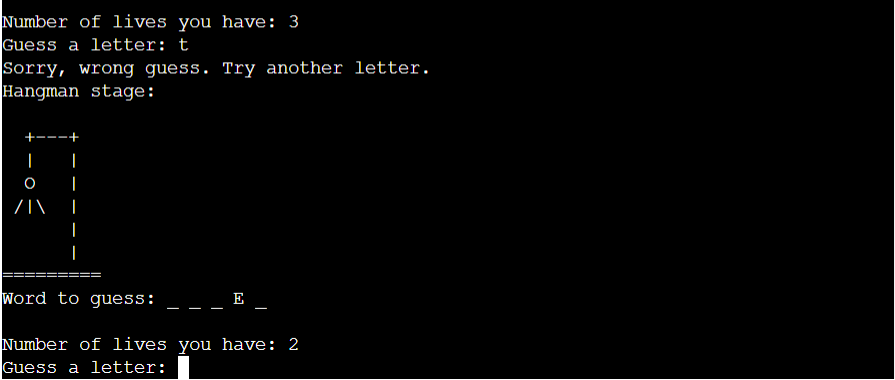 Number of lives you have: 3
Guess a letter: t
Sorry, wrong guess. Try another letter.
Hangman stage:
  +---+
  |   |
  O   |
 /|\  |
      |
      |
=========
Word to guess: _ _ _ E _
Number of lives you have: 2
Guess a letter: